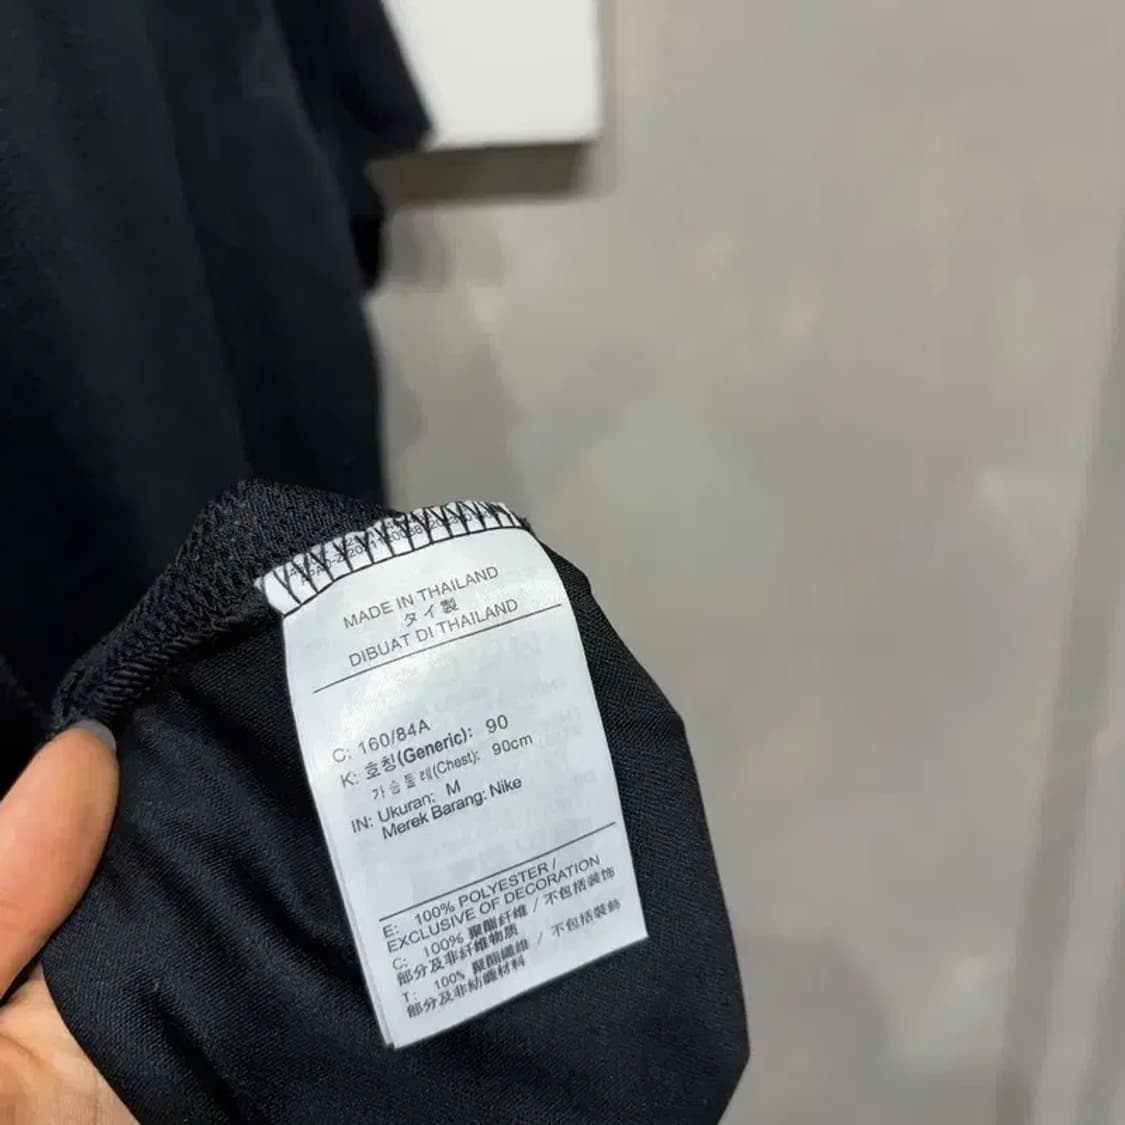 MADE IN THAILAND
タイ製
DIBUAT DI THAILAND
C: 160/84A
K: 호칭(Generic): 90
가슴둘레(Chest): 90cm
IN: Ukuran: M
Merek Barang: Nike
E: 100% POLYESTER /
EXCLUSIVE OF DECORATION
C: 100% 聚酯纤维 / 不包括装饰
部分及非纤维物质
T: 100% 聚酯纖維 / 不包括裝飾
部分及非紡織材料